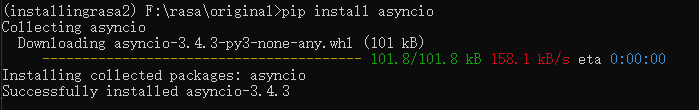 (installingrasa2) F:\rasa\original>pip install asyncio
Collecting asyncio
Downloading asyncio-3.4.3-py3-none-any.whl (101 kB)
---------------------------------------- 101.8/101.8 kB 158.1 kB/s eta 0:00:00
Installing collected packages: asyncio
Successfully installed asyncio-3.4.3